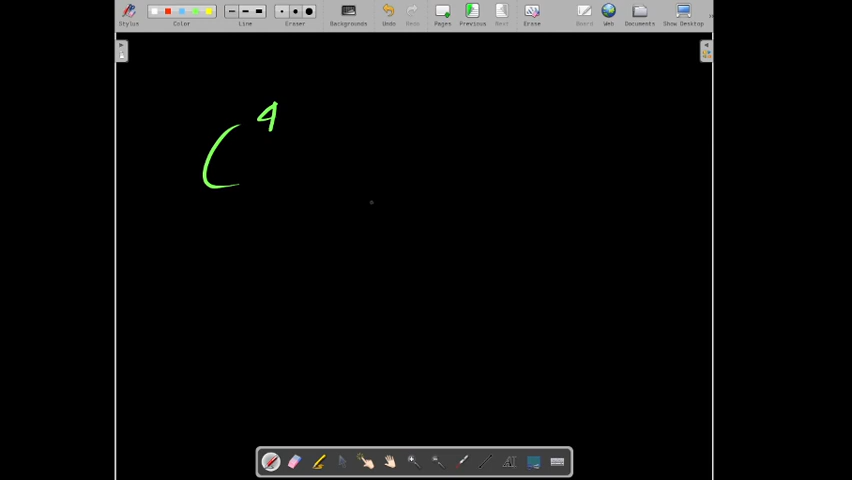 Stylus Color Line Eraser Backgrounds Undo Redo Pages Previous Next Erase Board Web Documents Show Desktop
C⁴